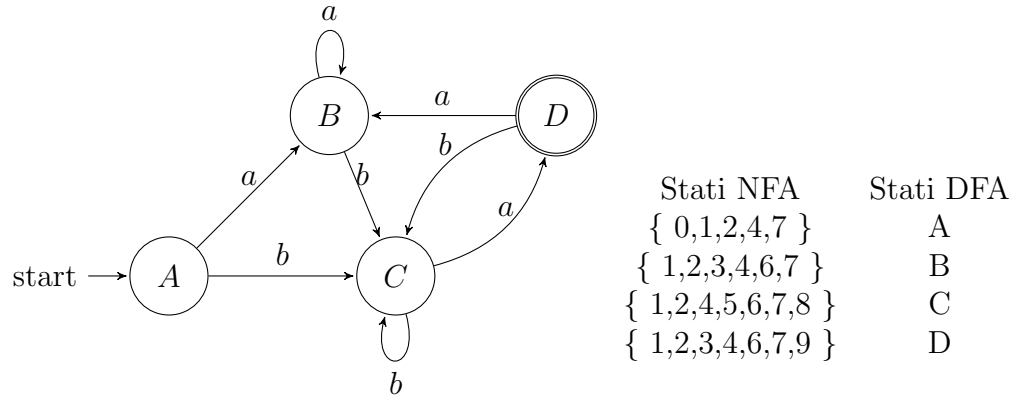 a
B
a
D
b
b
a
a
start
A
b
C
b
Stati NFA Stati DFA
{ 0,1,2,4,7 } A
{ 1,2,3,4,6,7 } B
{ 1,2,4,5,6,7,8 } C
{ 1,2,3,4,6,7,9 } D